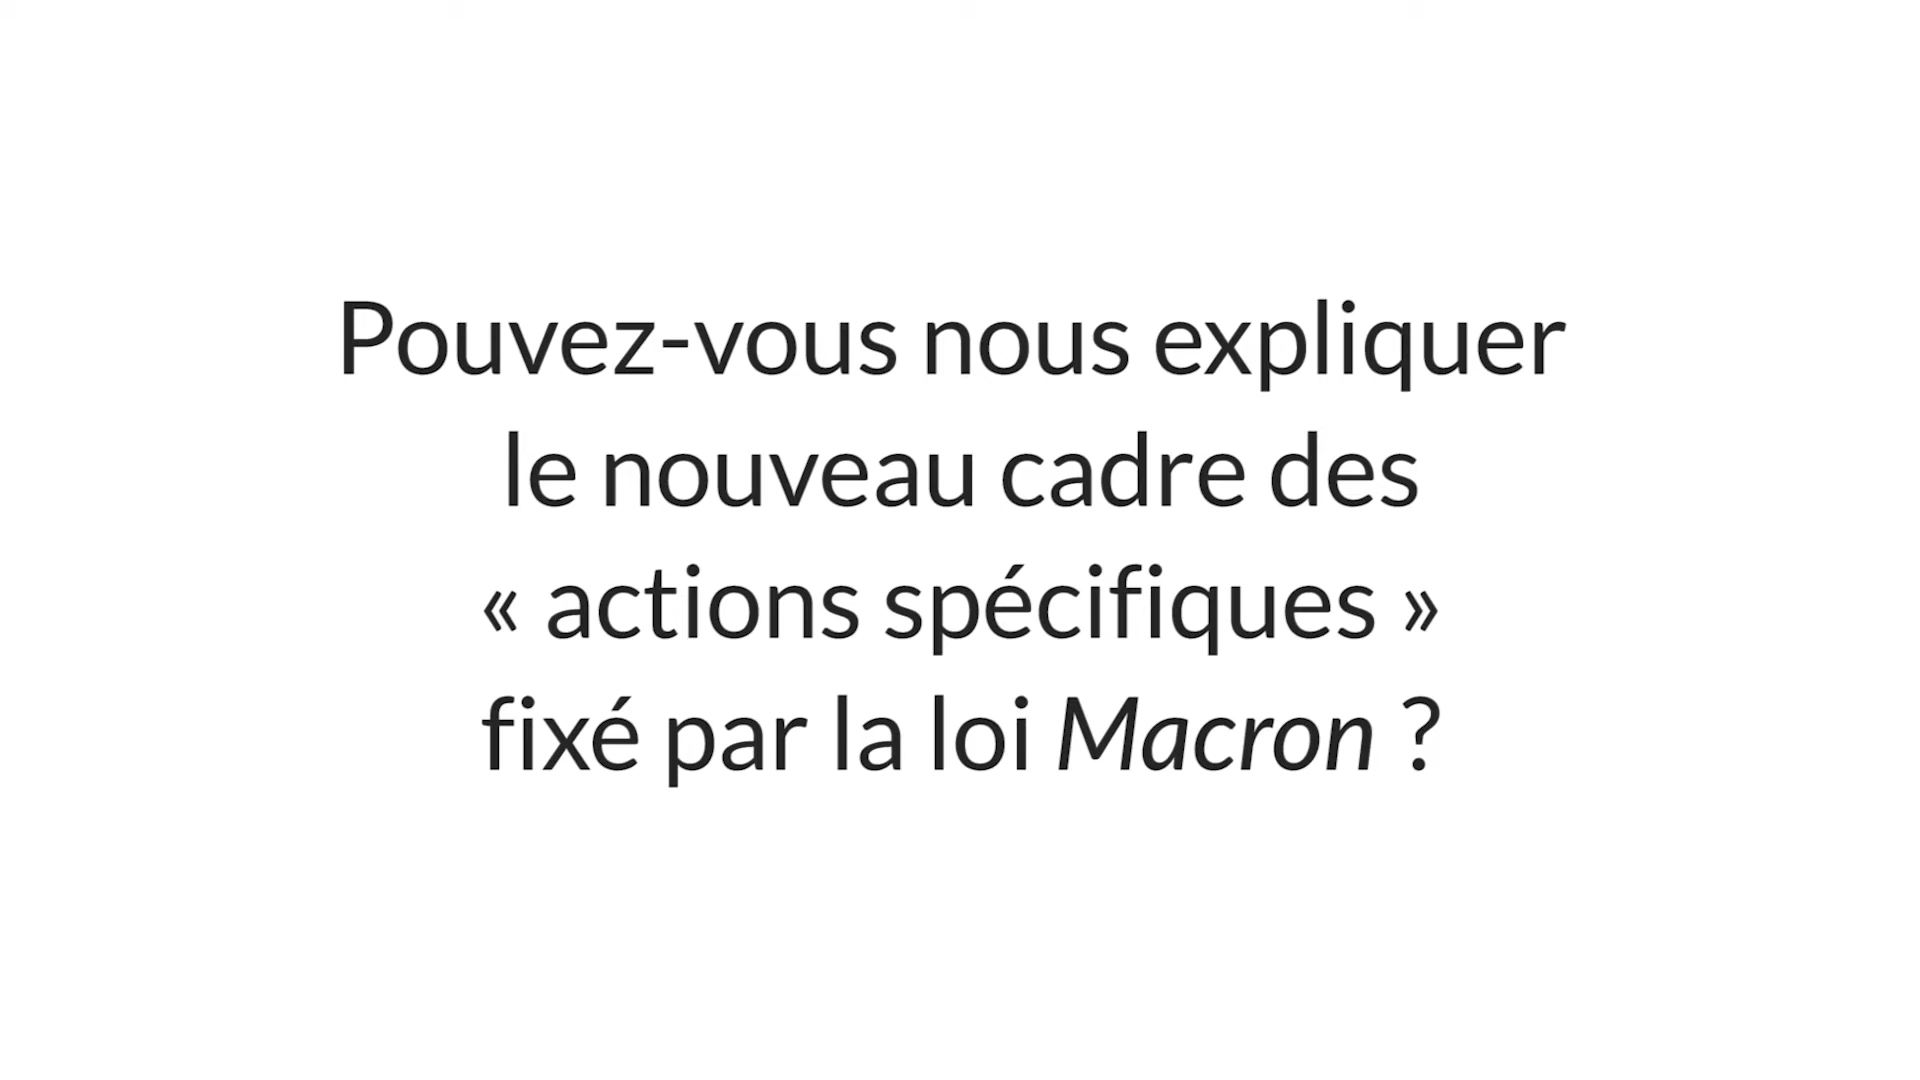 Pouvez-vous nous expliquer
le nouveau cadre des
« actions spécifiques »
fixé par la loi Macron ?